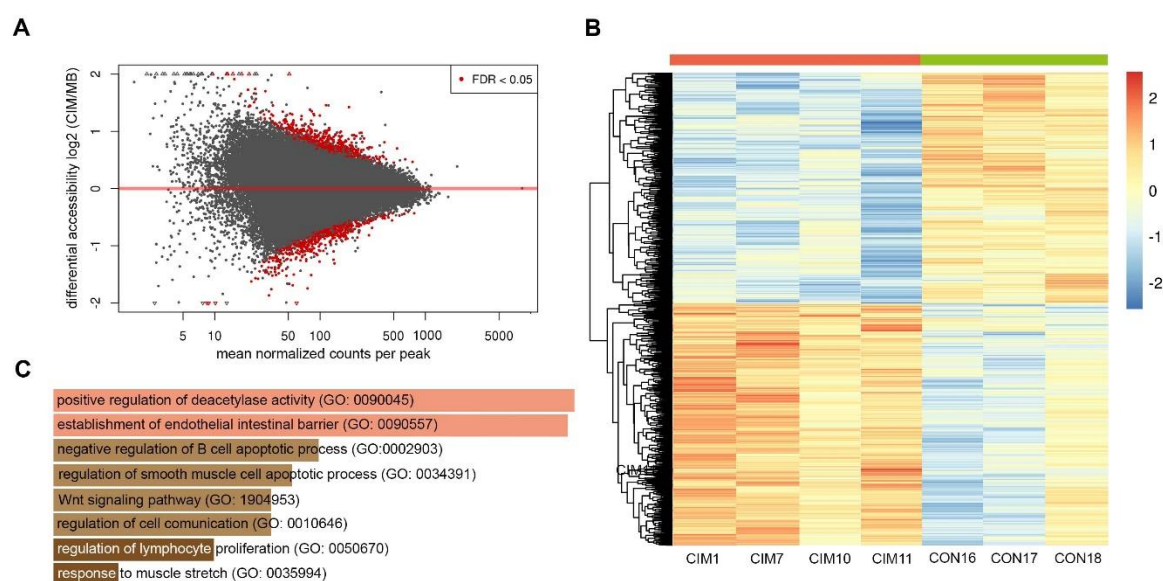 A
differential accessibility log2 (CIM/MB)
2
1
0
-1
-2
FDR < 0.05
5 10 50 100 500 1000 5000
mean normalized counts per peak
B
2
1
0
-1
-2
CIM1 CIM7 CIM10 CIM11 CON16 CON17 CON18
C
positive regulation of deacetylase activity (GO: 0090045)
establishment of endothelial intestinal barrier (GO: 0090557)
negative regulation of B cell apoptotic process (GO:0002903)
regulation of smooth muscle cell apoptotic process (GO: 0034391)
Wnt signaling pathway (GO: 1904953)
regulation of cell comunication (GO: 0010646)
regulation of lymphocyte proliferation (GO: 0050670)
response to muscle stretch (GO: 0035994)